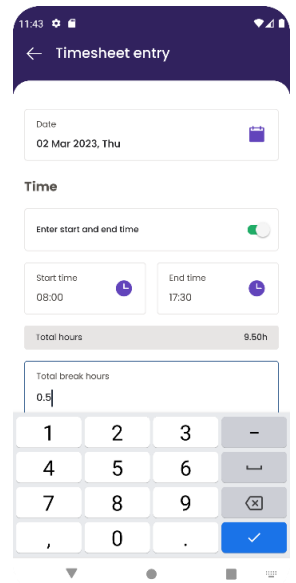 11:43
Timesheet entry
Date
02 Mar 2023, Thu
Time
Enter start and end time
Start time
08:00
End time
17:30
Total hours
9.50h
Total break hours
0.5
1 2 3 -
4 5 6
7 8 9
, 0 .